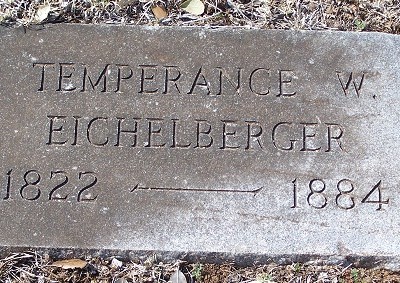 TEMPERANCE W.
EICHELBERGER
1822 — 1884